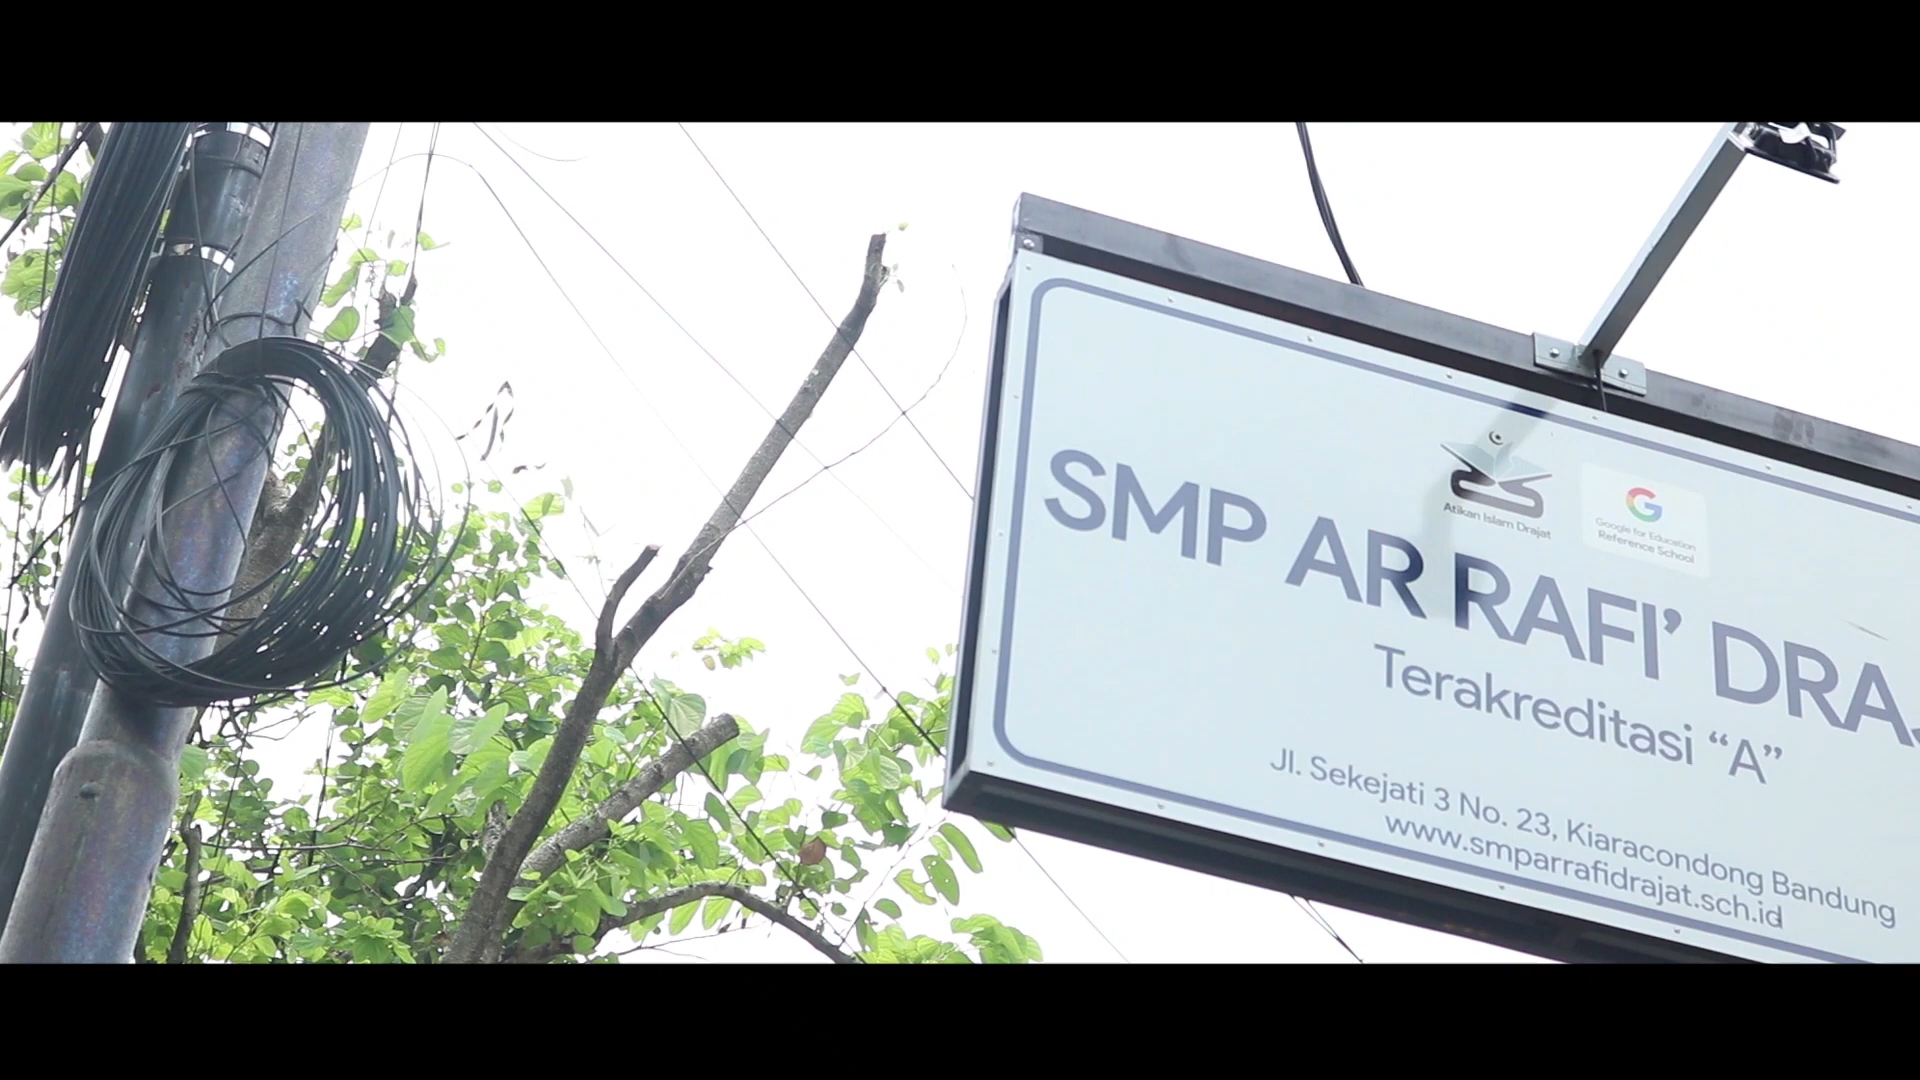 Atikan Islam Drajat
Google for Education
Reference School
SMP AR RAFI’ DRA
Terakreditasi “A”
Jl. Sekejati 3 No. 23, Kiaracondong Bandung
www.smparrafidrajat.sch.id